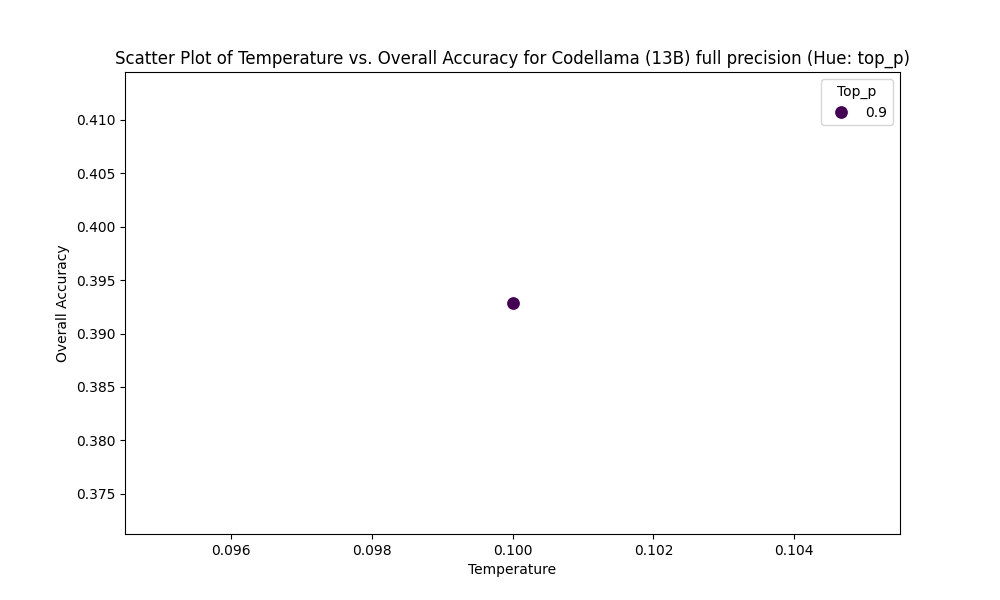 Scatter Plot of Temperature vs. Overall Accuracy for Codellama (13B) full precision (Hue: top_p)
Top_p
0.9
0.410
0.405
0.400
0.395
0.390
0.385
0.380
0.375
Overall Accuracy
0.096 0.098 0.100 0.102 0.104
Temperature